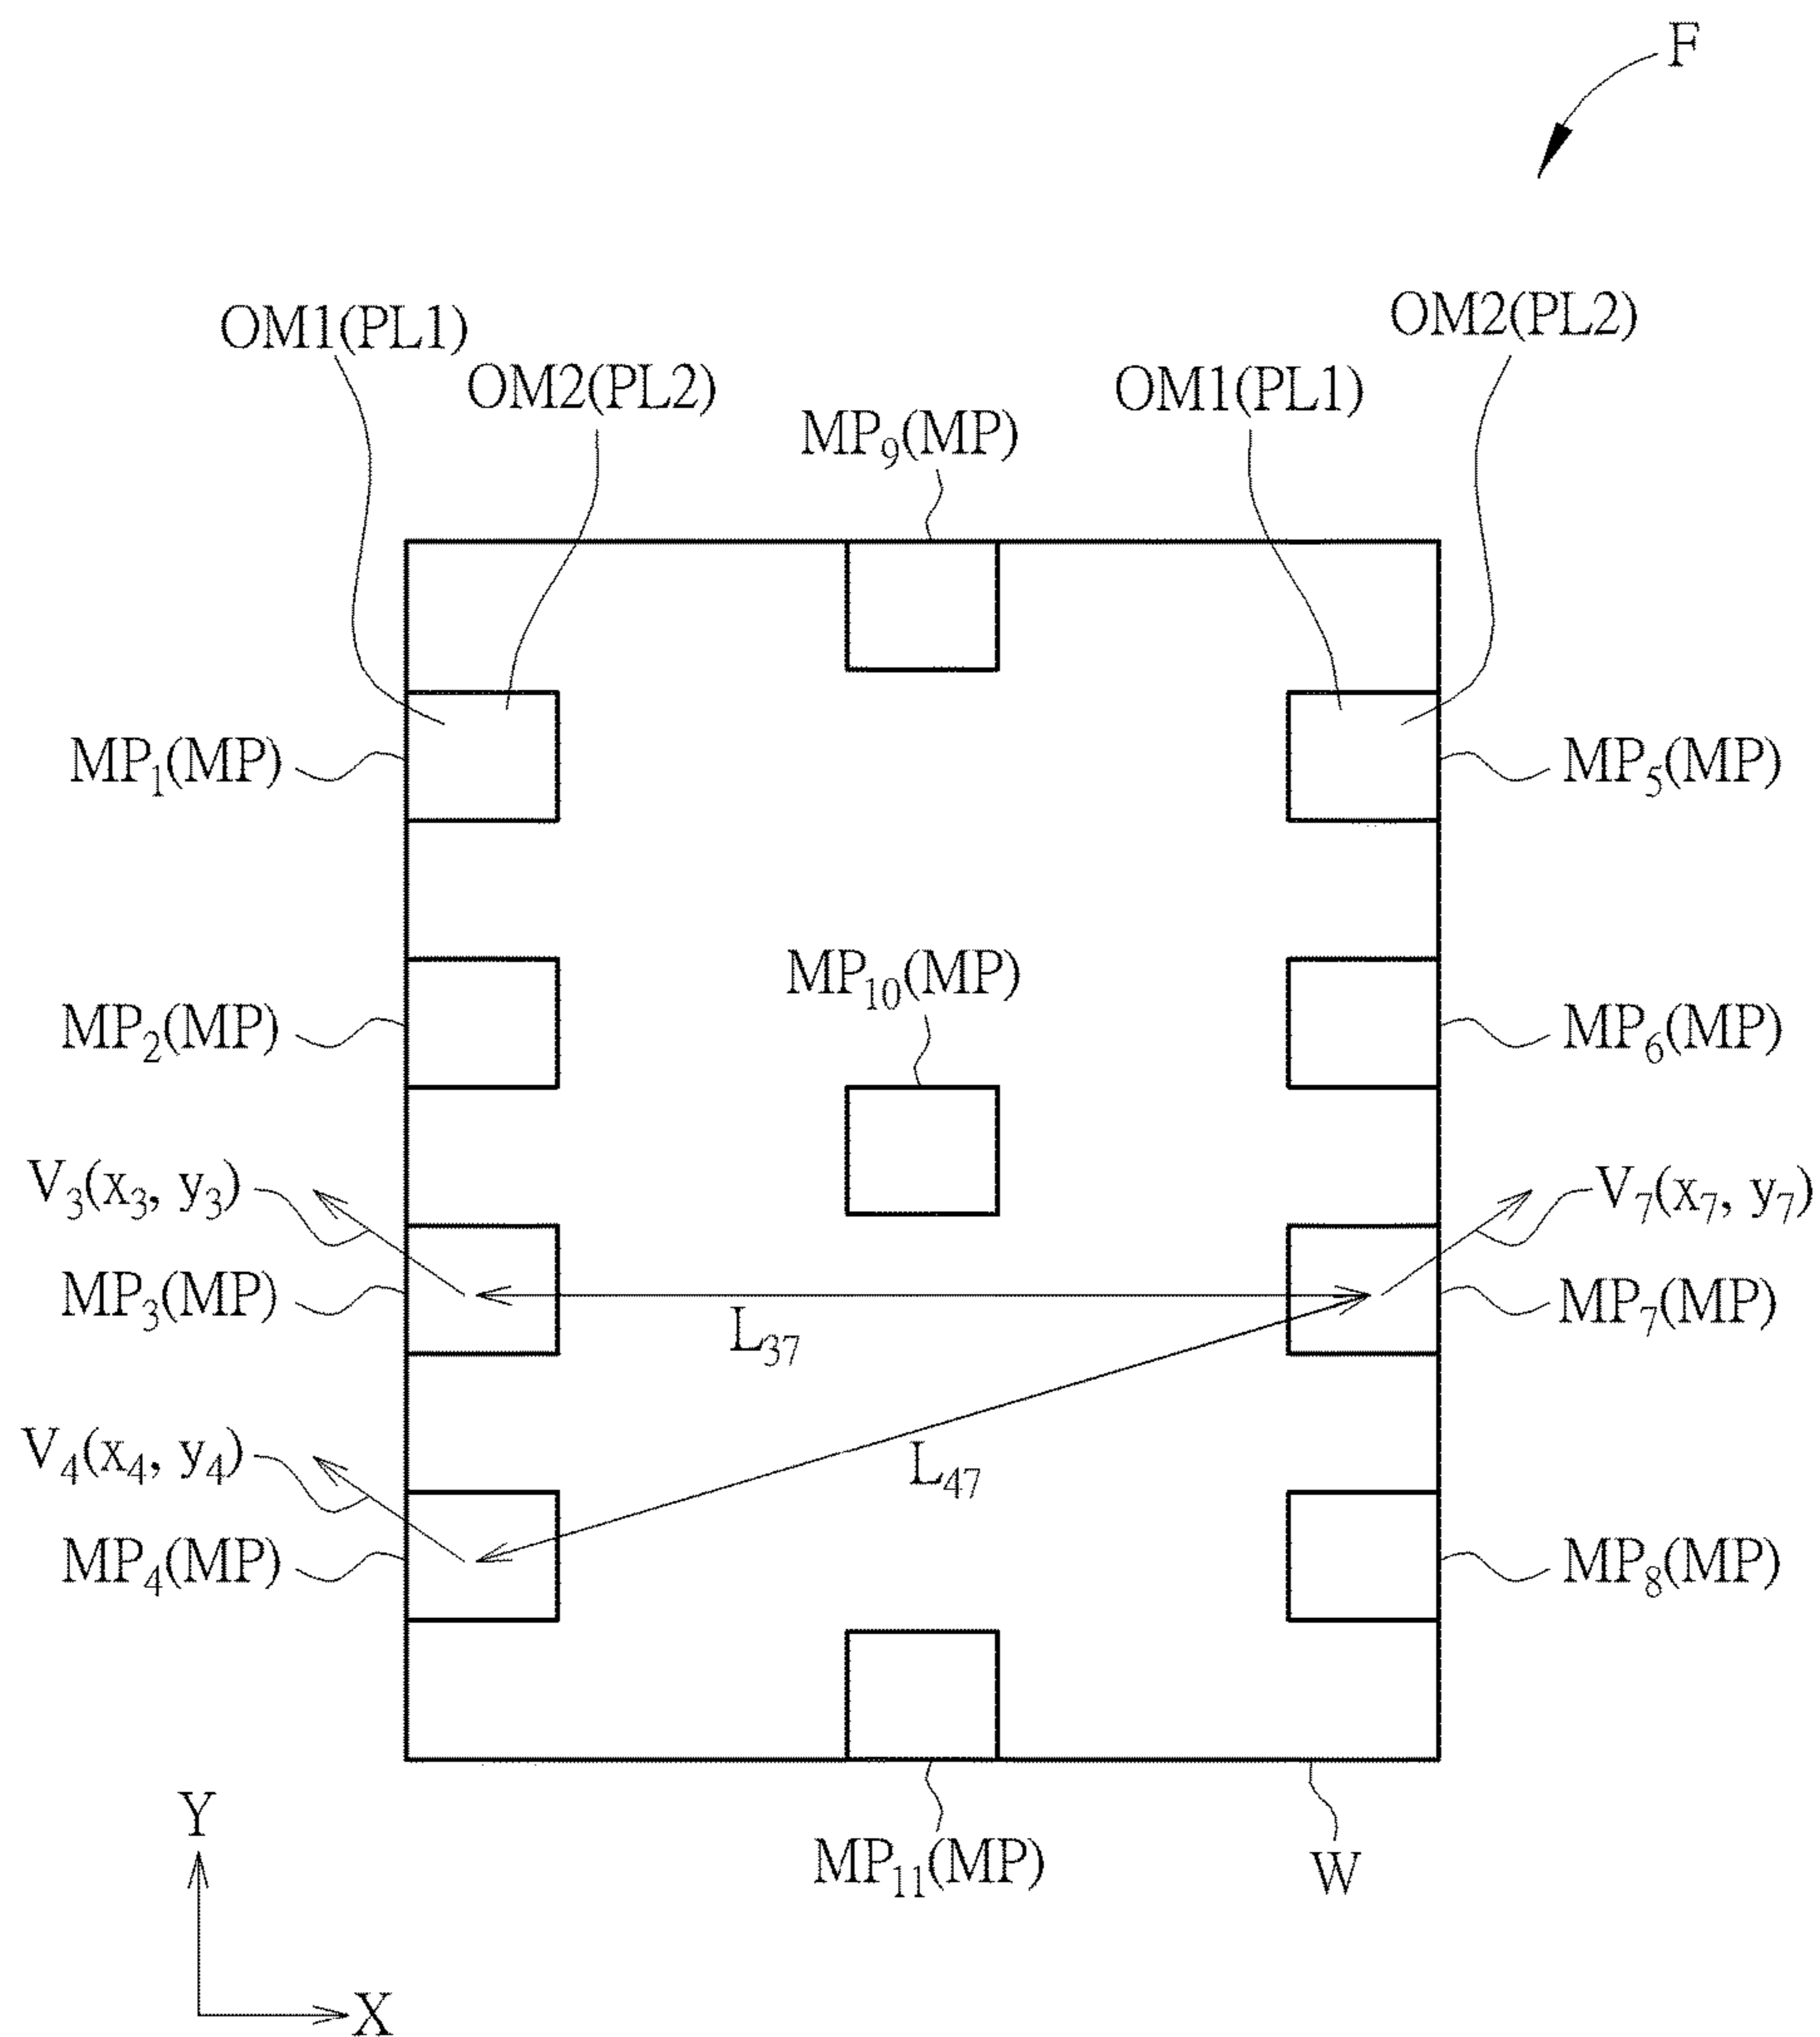 F
OM1(PL1)
OM2(PL2)
OM2(PL2)
OM1(PL1)
MP₉(MP)
MP₁(MP)
MP₅(MP)
MP₁₀(MP)
MP₂(MP)
MP₆(MP)
V₃(x₃, y₃)
V₇(x₇, y₇)
MP₃(MP)
MP₇(MP)
L₃₇
V₄(x₄, y₄)
L₄₇
MP₄(MP)
MP₈(MP)
Y
MP₁₁(MP)
W
X